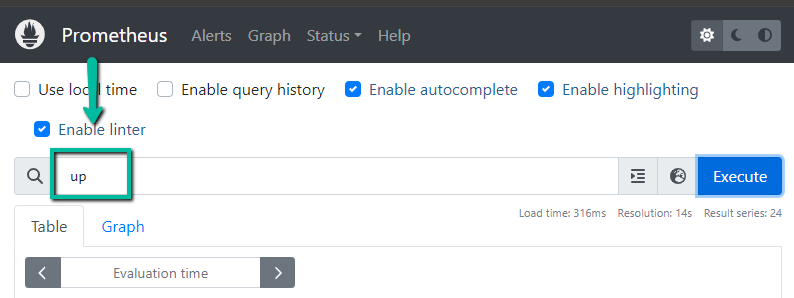 Prometheus Alerts Graph Status Help
Use local time Enable query history Enable autocomplete Enable highlighting
Enable linter
up Execute
Load time: 316ms Resolution: 14s Result series: 24
Table Graph
Evaluation time